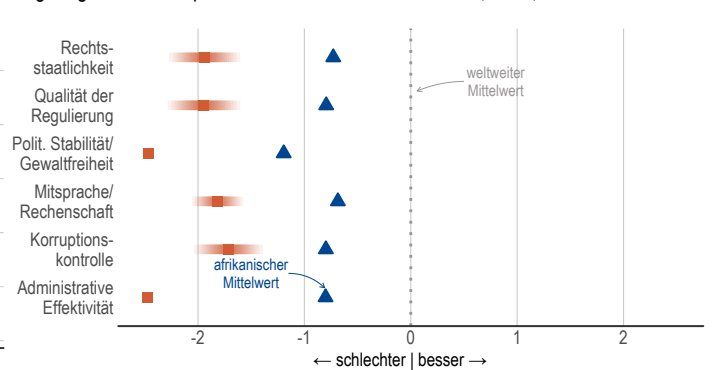 Rechts-
staatlichkeit
Qualität der
Regulierung
weltweiter
Mittelwert
Polit. Stabilität/
Gewaltfreiheit
Mitsprache/
Rechenschaft
Korruptions-
kontrolle
afrikanischer
Mittelwert
Administrative
Effektivität
-2 -1 0 1 2
← schlechter | besser →